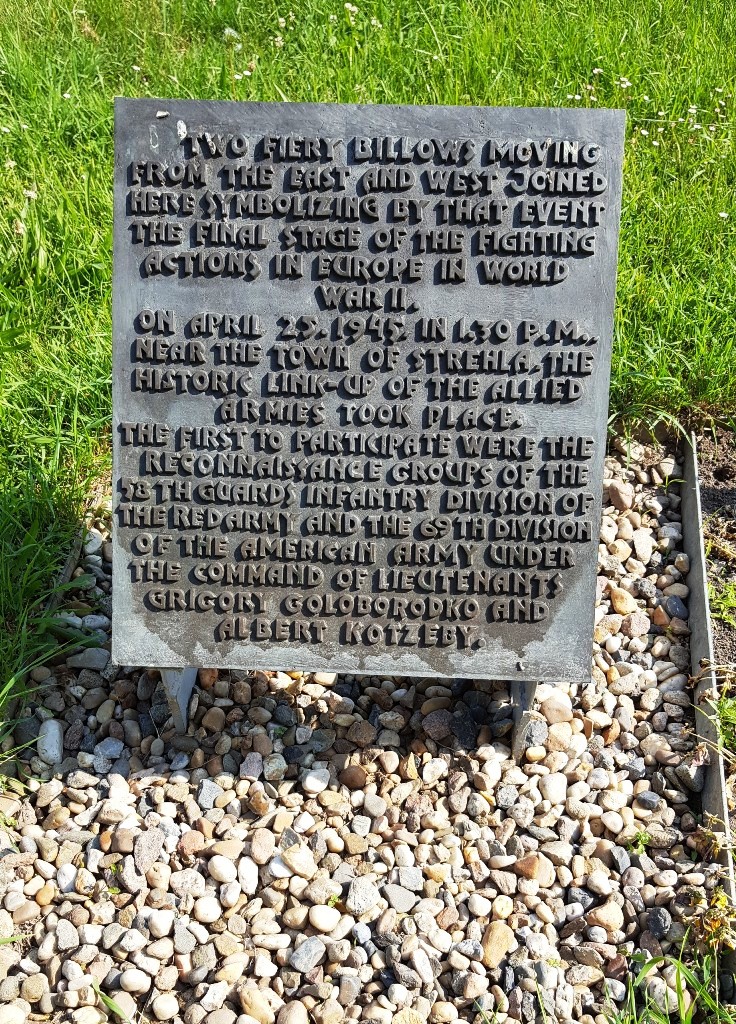 TWO FIERY BILLOWS MOVING
FROM THE EAST AND WEST JOINED
HERE SYMBOLIZING BY THAT EVENT
THE FINAL STAGE OF THE FIGHTING
ACTIONS IN EUROPE IN WORLD
WAR II.
ON APRIL 25, 1945, IN 1.30 P.M.,
NEAR THE TOWN OF STREHLA, THE
HISTORIC LINK-UP OF THE ALLIED
ARMIES TOOK PLACE.
THE FIRST TO PARTICIPATE WERE THE
RECONNAISSANCE GROUPS OF THE
58TH GUARDS INFANTRY DIVISION OF
THE RED ARMY AND THE 69TH DIVISION
OF THE AMERICAN ARMY UNDER
THE COMMAND OF LIEUTENANTS
GRIGORY GOLOBORODKO AND
ALBERT KOTZEBY.